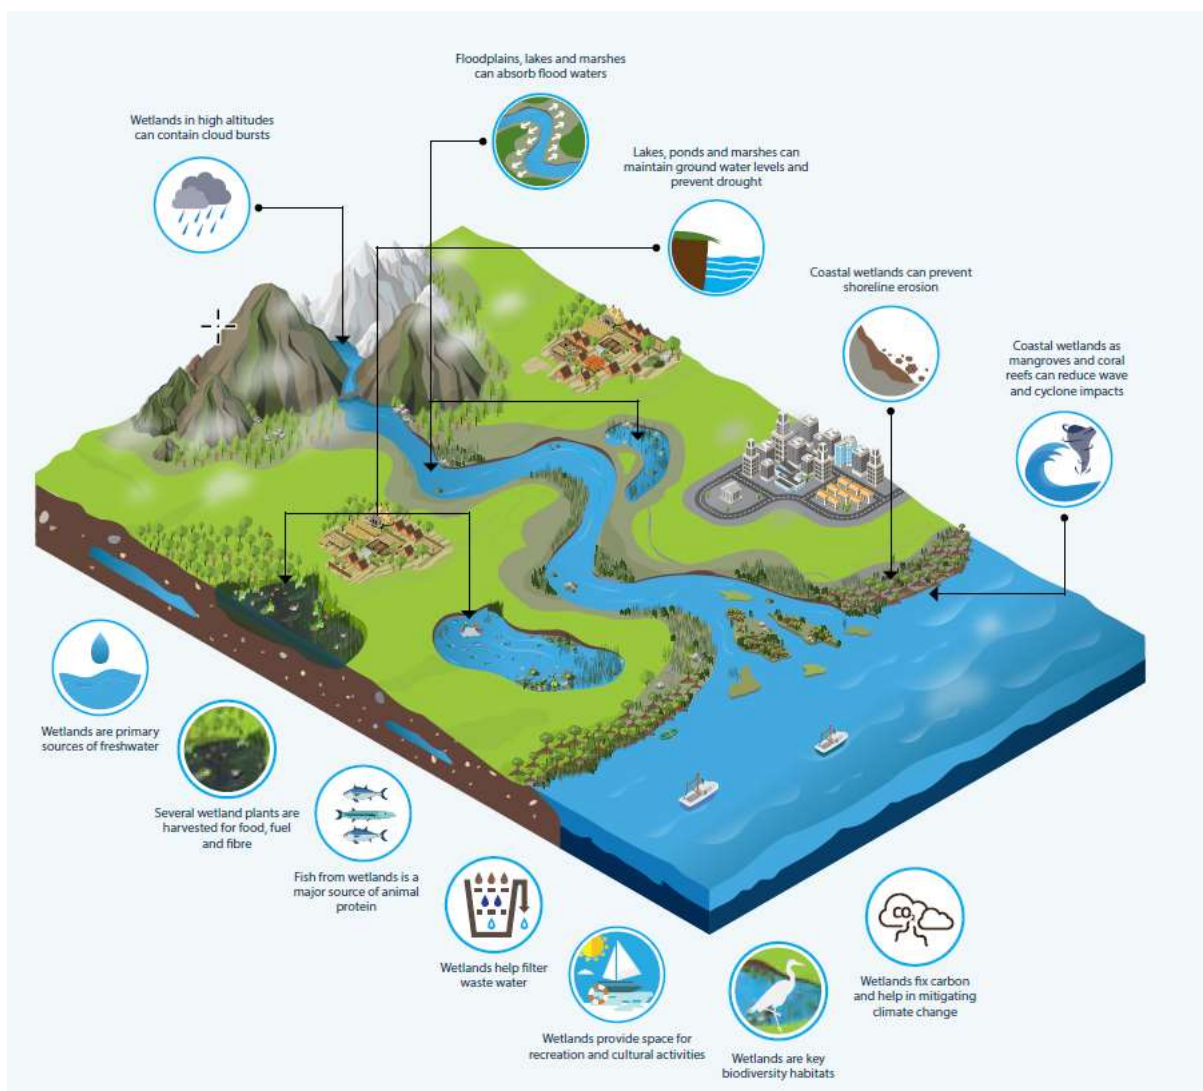 Floodplains, lakes and marshes
can absorb flood waters
Wetlands in high altitudes
can contain cloud bursts
Lakes, ponds and marshes can
maintain ground water levels and
prevent drought
Coastal wetlands can prevent
shoreline erosion
Coastal wetlands as
mangroves and coral
reefs can reduce wave
and cyclone impacts
Wetlands are primary
sources of freshwater
Several wetland plants are
harvested for food, fuel
and fibre
Fish from wetlands is a
major source of animal
protein
Wetlands help filter
waste water
Wetlands provide space for
recreation and cultural activities
Wetlands are key
biodiversity habitats
CO₂
Wetlands fix carbon
and help in mitigating
climate change